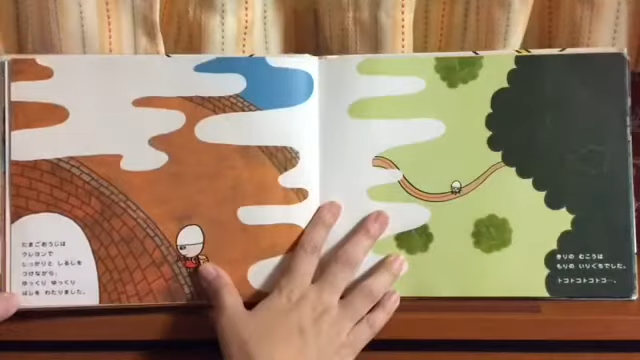 たまごおうじは
クレヨンで
しっかりと しるしを
つけながら、
ゆっくり ゆっくり
はしを わたりました。
きりの むこうは
もりの いりぐちでした。
トコトコトコトコ…。